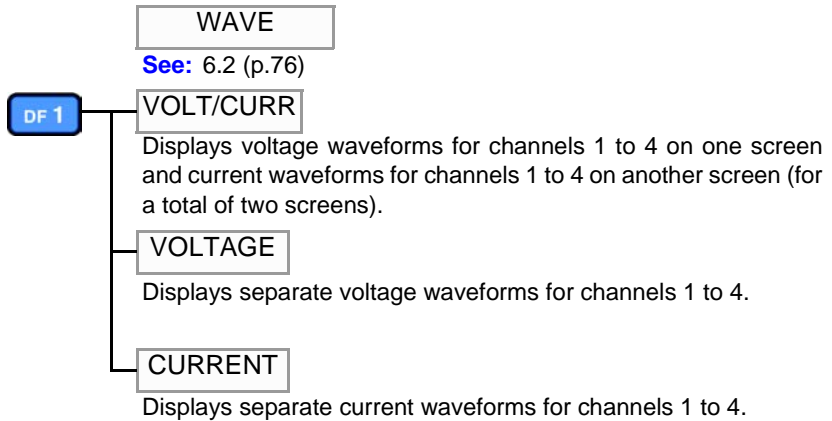 WAVE
See: 6.2 (p.76)
DF 1
VOLT/CURR
Displays voltage waveforms for channels 1 to 4 on one screen
and current waveforms for channels 1 to 4 on another screen (for
a total of two screens).
VOLTAGE
Displays separate voltage waveforms for channels 1 to 4.
CURRENT
Displays separate current waveforms for channels 1 to 4.